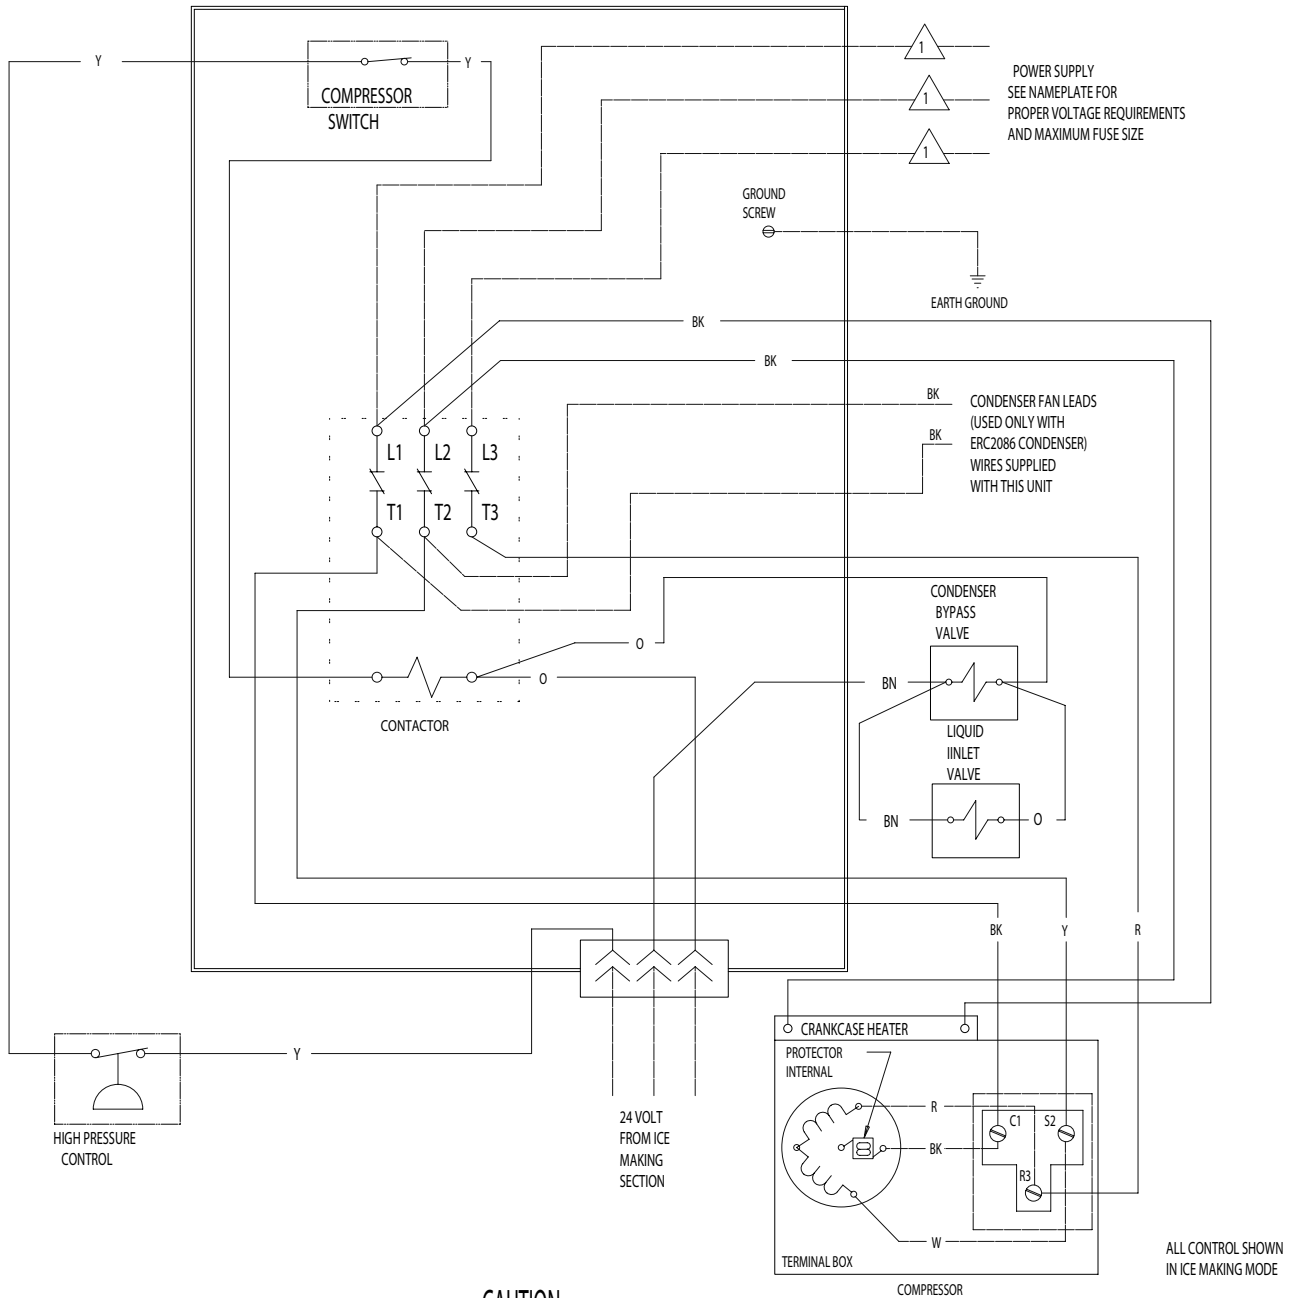 1
Y
Y
POWER SUPPLY
SEE NAMEPLATE FOR
PROPER VOLTAGE REQUIREMENTS
AND MAXIMUM FUSE SIZE
COMPRESSOR
SWITCH
1
1
GROUND
SCREW
EARTH GROUND
BK
BK
BK
CONDENSER FAN LEADS
(USED ONLY WITH
ERC2086 CONDENSER)
WIRES SUPPLIED
WITH THIS UNIT
BK
L1
L2
L3
T1
T2
T3
CONDENSER
BYPASS
VALVE
O
O
BN
CONTACTOR
LIQUID
IINLET
VALVE
BN
O
BK
Y
R
CRANKCASE HEATER
Y
PROTECTOR
INTERNAL
HIGH PRESSURE
CONTROL
24 VOLT
FROM ICE
MAKING
SECTION
R
C1
S2
BK
R3
W
TERMINAL BOX
ALL CONTROL SHOWN
IN ICE MAKING MODE
COMPRESSOR
CAUTION